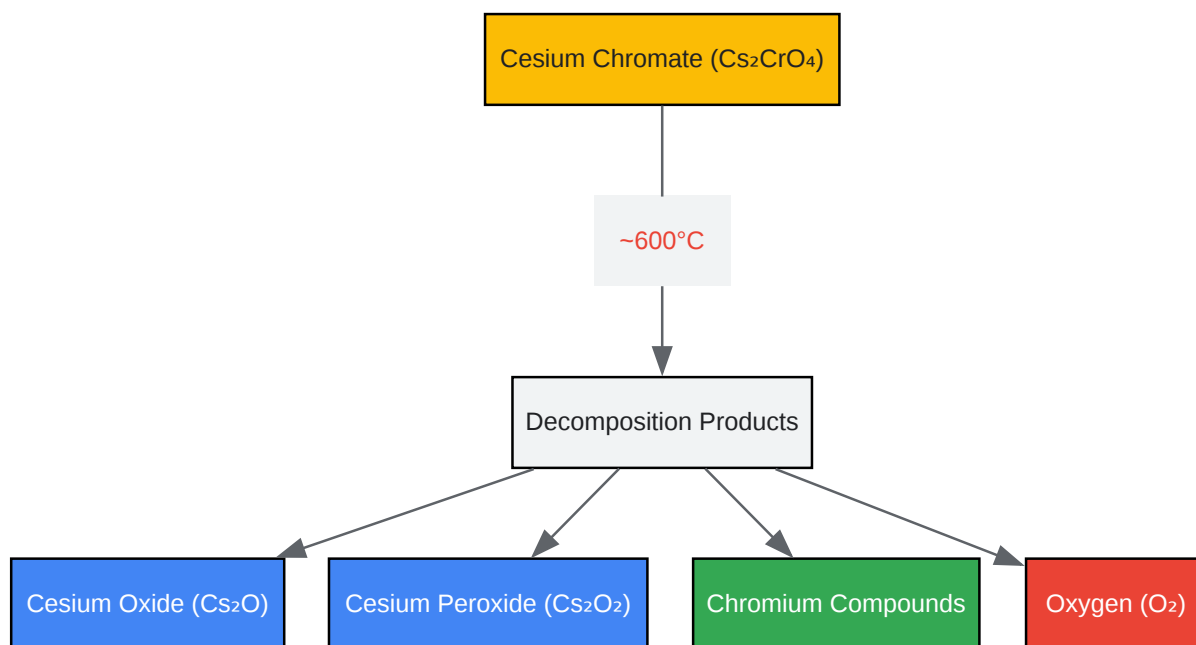 Cesium Chromate (Cs₂CrO₄)
~600°C
Decomposition Products
Cesium Oxide (Cs₂O)
Cesium Peroxide (Cs₂O₂)
Chromium Compounds
Oxygen (O₂)